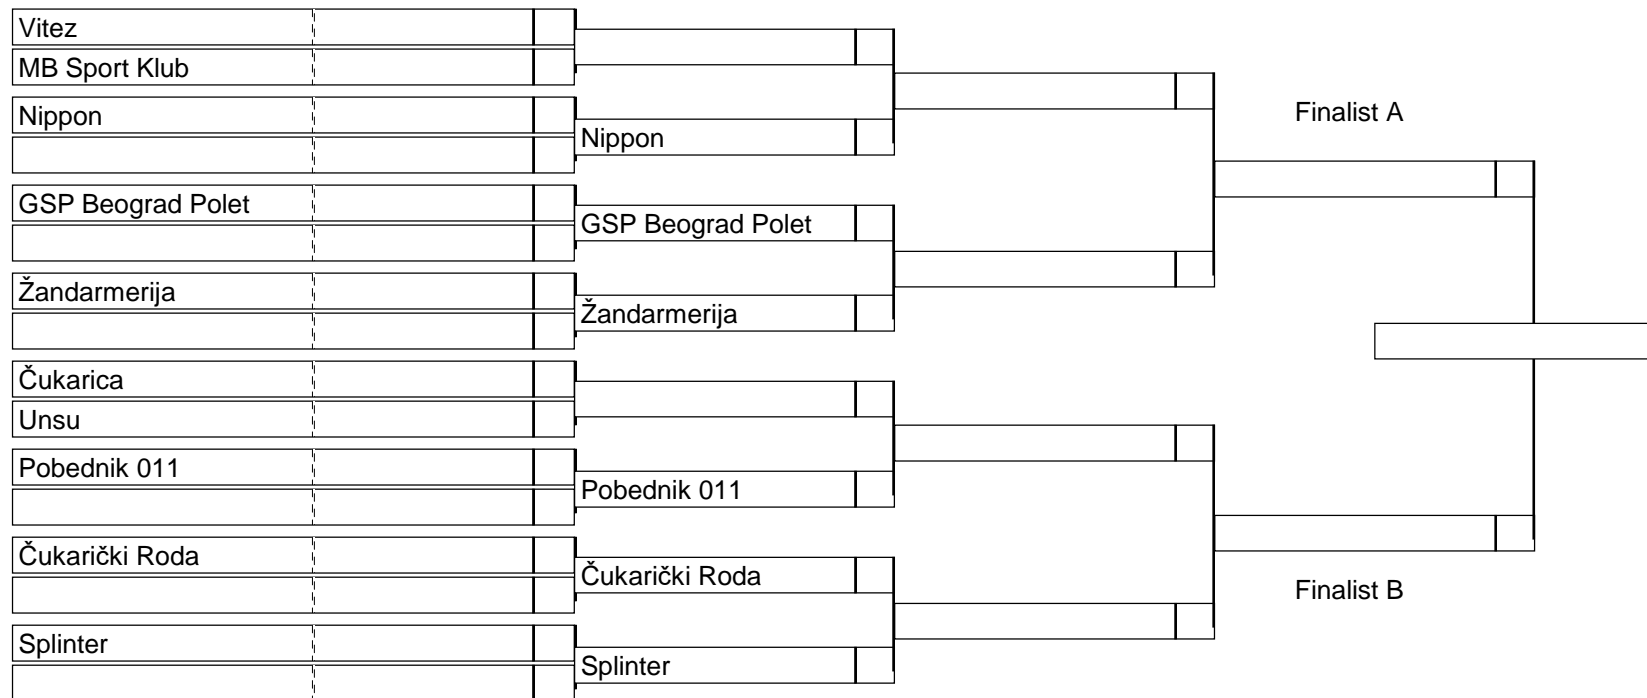 Vitez
MB Sport Klub
Nippon
GSP Beograd Polet
Žandarmerija
Čukarica
Unsu
Pobednik 011
Čukarički Roda
Splinter
Nippon
GSP Beograd Polet
Žandarmerija
Pobednik 011
Čukarički Roda
Splinter
Finalist A
Finalist B